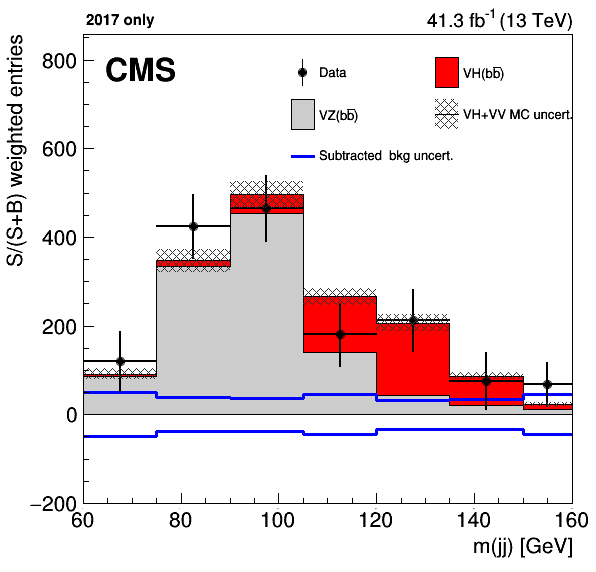 2017 only 41.3 fb⁻¹ (13 TeV)
CMS
Data VH(bb̅)
VZ(bb̅) VH+VV MC uncert.
Subtracted bkg uncert.
S/(S+B) weighted entries
800
600
400
200
0
−200
60 80 100 120 140 160
m(jj) [GeV]